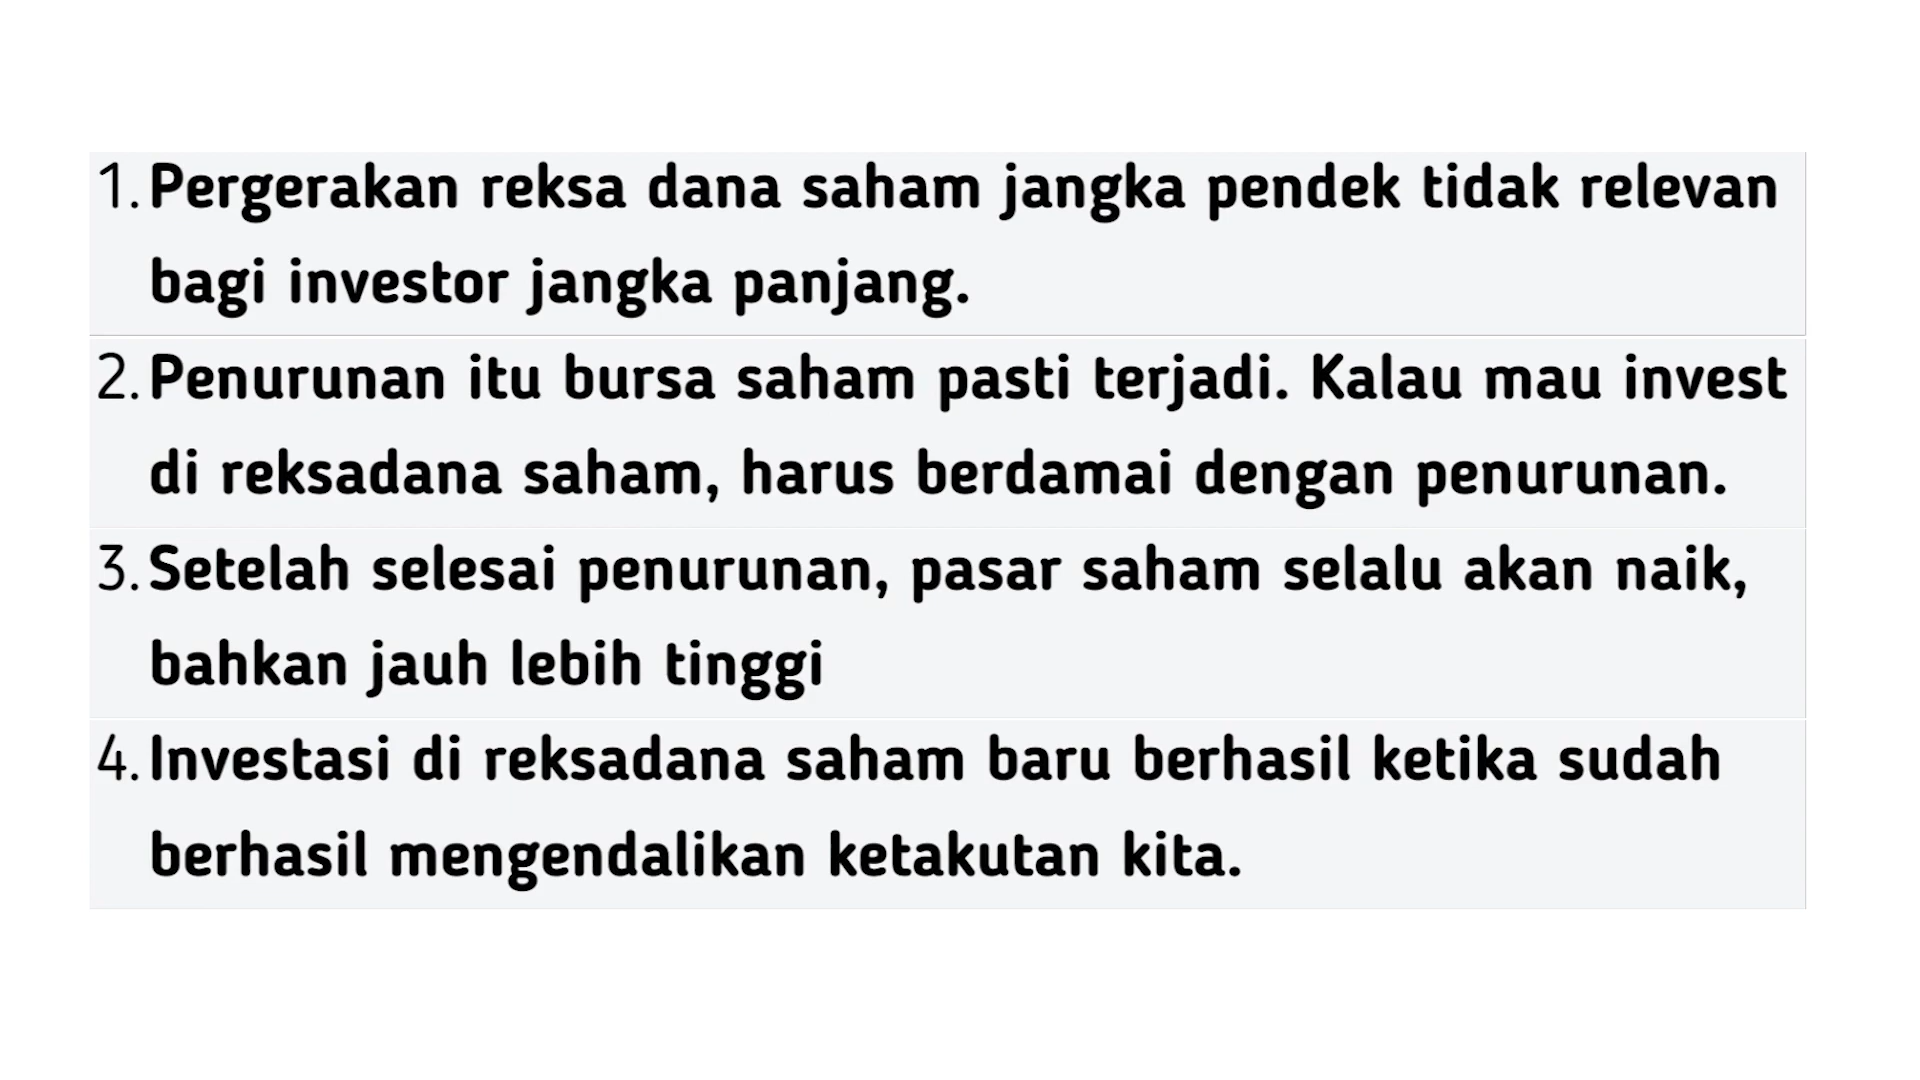 1. Pergerakan reksa dana saham jangka pendek tidak relevan
bagi investor jangka panjang.
2. Penurunan itu bursa saham pasti terjadi. Kalau mau invest
di reksadana saham, harus berdamai dengan penurunan.
3. Setelah selesai penurunan, pasar saham selalu akan naik,
bahkan jauh lebih tinggi
4. Investasi di reksadana saham baru berhasil ketika sudah
berhasil mengendalikan ketakutan kita.